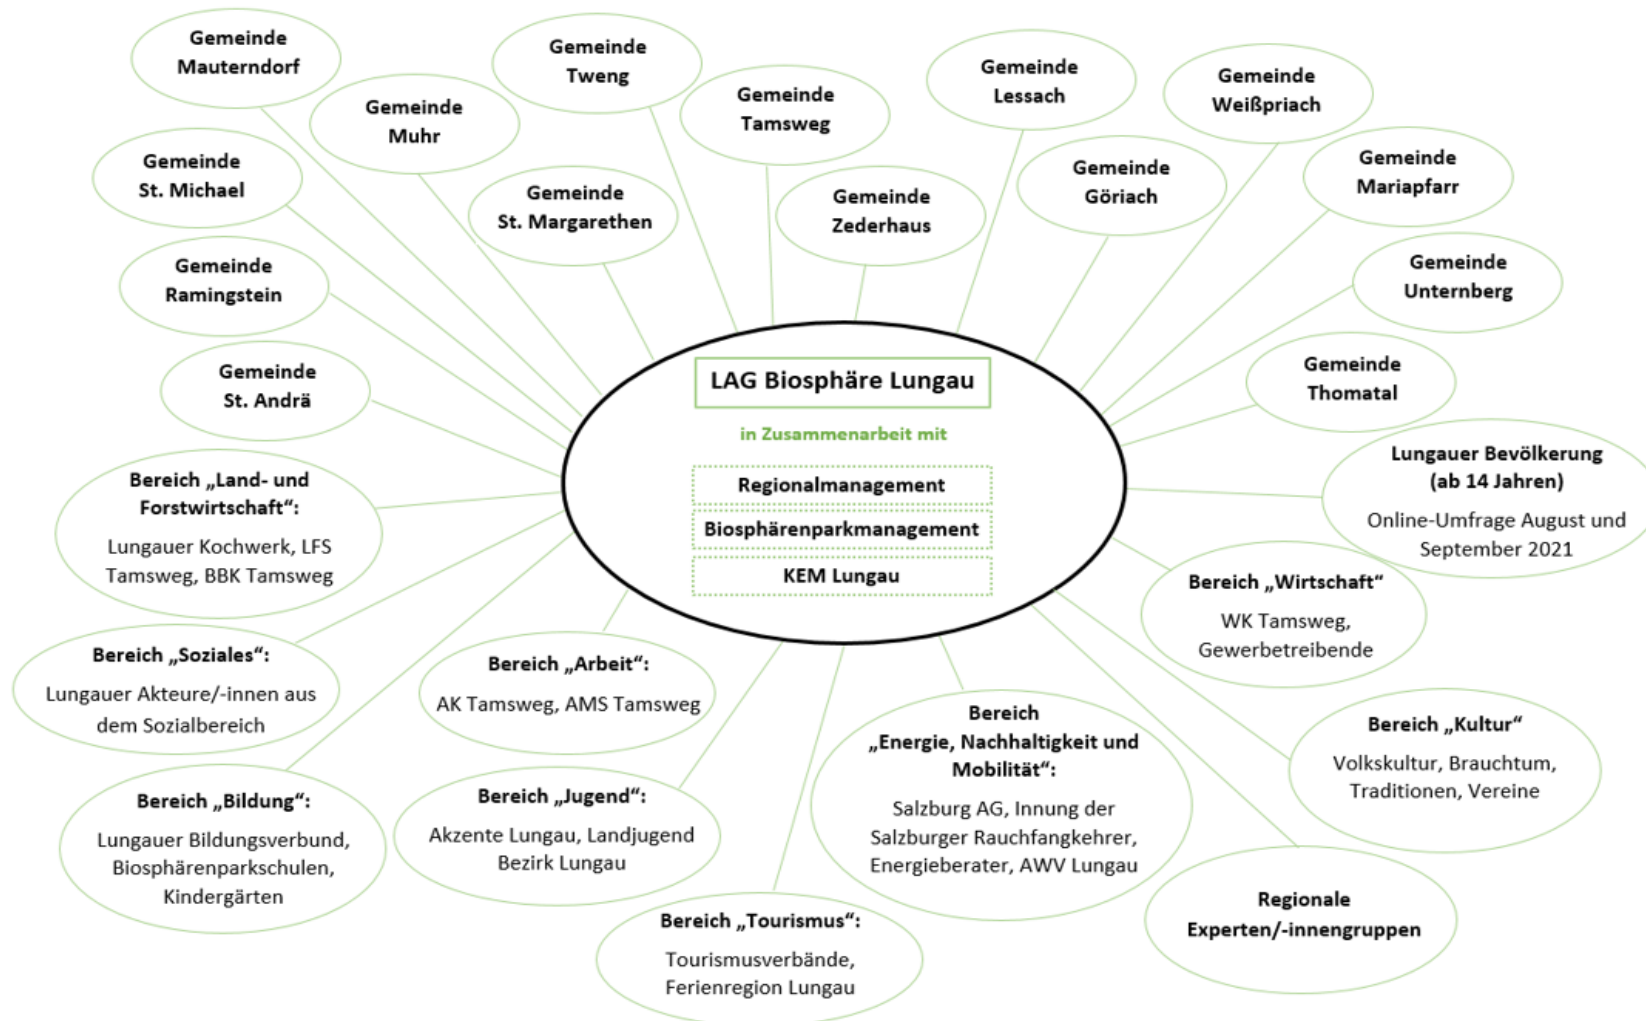 Gemeinde
Mauterndorf
Gemeinde
Muhr
Gemeinde
Tweng
Gemeinde
Tamsweg
Gemeinde
Lessach
Gemeinde
Weißpriach
Gemeinde
St. Michael
Gemeinde
St. Margarethen
Gemeinde
Zederhaus
Gemeinde
Göriach
Gemeinde
Mariapfarr
Gemeinde
Ramingstein
Gemeinde
Unternberg
Gemeinde
St. Andrä
Gemeinde
Thomatal
LAG Biosphäre Lungau
in Zusammenarbeit mit
Regionalmanagement
Biosphärenparkmanagement
KEM Lungau
Bereich „Land- und
Forstwirtschaft“:
Lungauer Kochwerk, LFS
Tamsweg, BBK Tamsweg
Lungauer Bevölkerung
(ab 14 Jahren)
Online-Umfrage August und
September 2021
Bereich „Wirtschaft“
WK Tamsweg,
Gewerbetreibende
Bereich „Soziales“:
Lungauer Akteure/-innen aus
dem Sozialbereich
Bereich „Arbeit“:
AK Tamsweg, AMS Tamsweg
Bereich
„Energie, Nachhaltigkeit und
Mobilität“:
Salzburg AG, Innung der
Salzburger Rauchfangkehrer,
Energieberater, AWV Lungau
Bereich „Kultur“
Volkskultur, Brauchtum,
Traditionen, Vereine
Bereich „Bildung“:
Lungauer Bildungsverbund,
Biosphärenparkschulen,
Kindergärten
Bereich „Jugend“:
Akzente Lungau, Landjugend
Bezirk Lungau
Bereich „Tourismus“:
Tourismusverbände,
Ferienregion Lungau
Regionale
Experten/-innengruppen